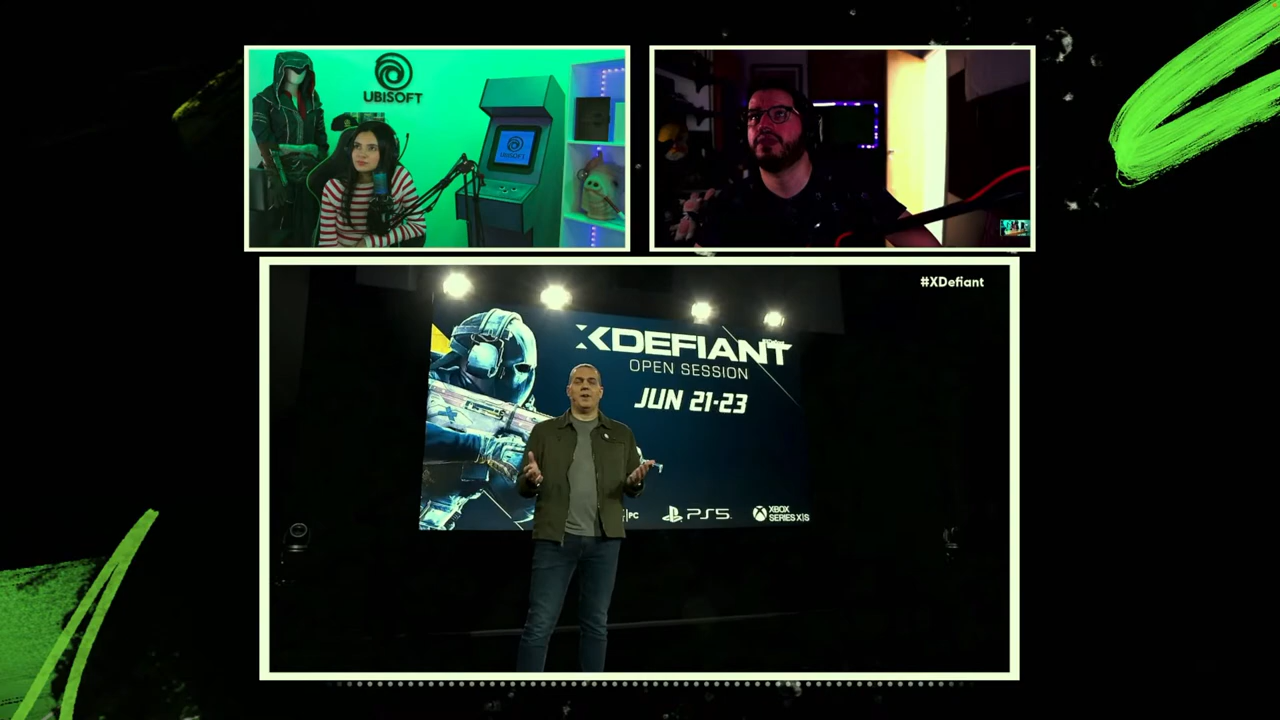 UBISOFT
UBISOFT
#XDefiant
XDEFIANT
OPEN SESSION
JUN 21-23
PC
PS5
XBOX
SERIES X|S